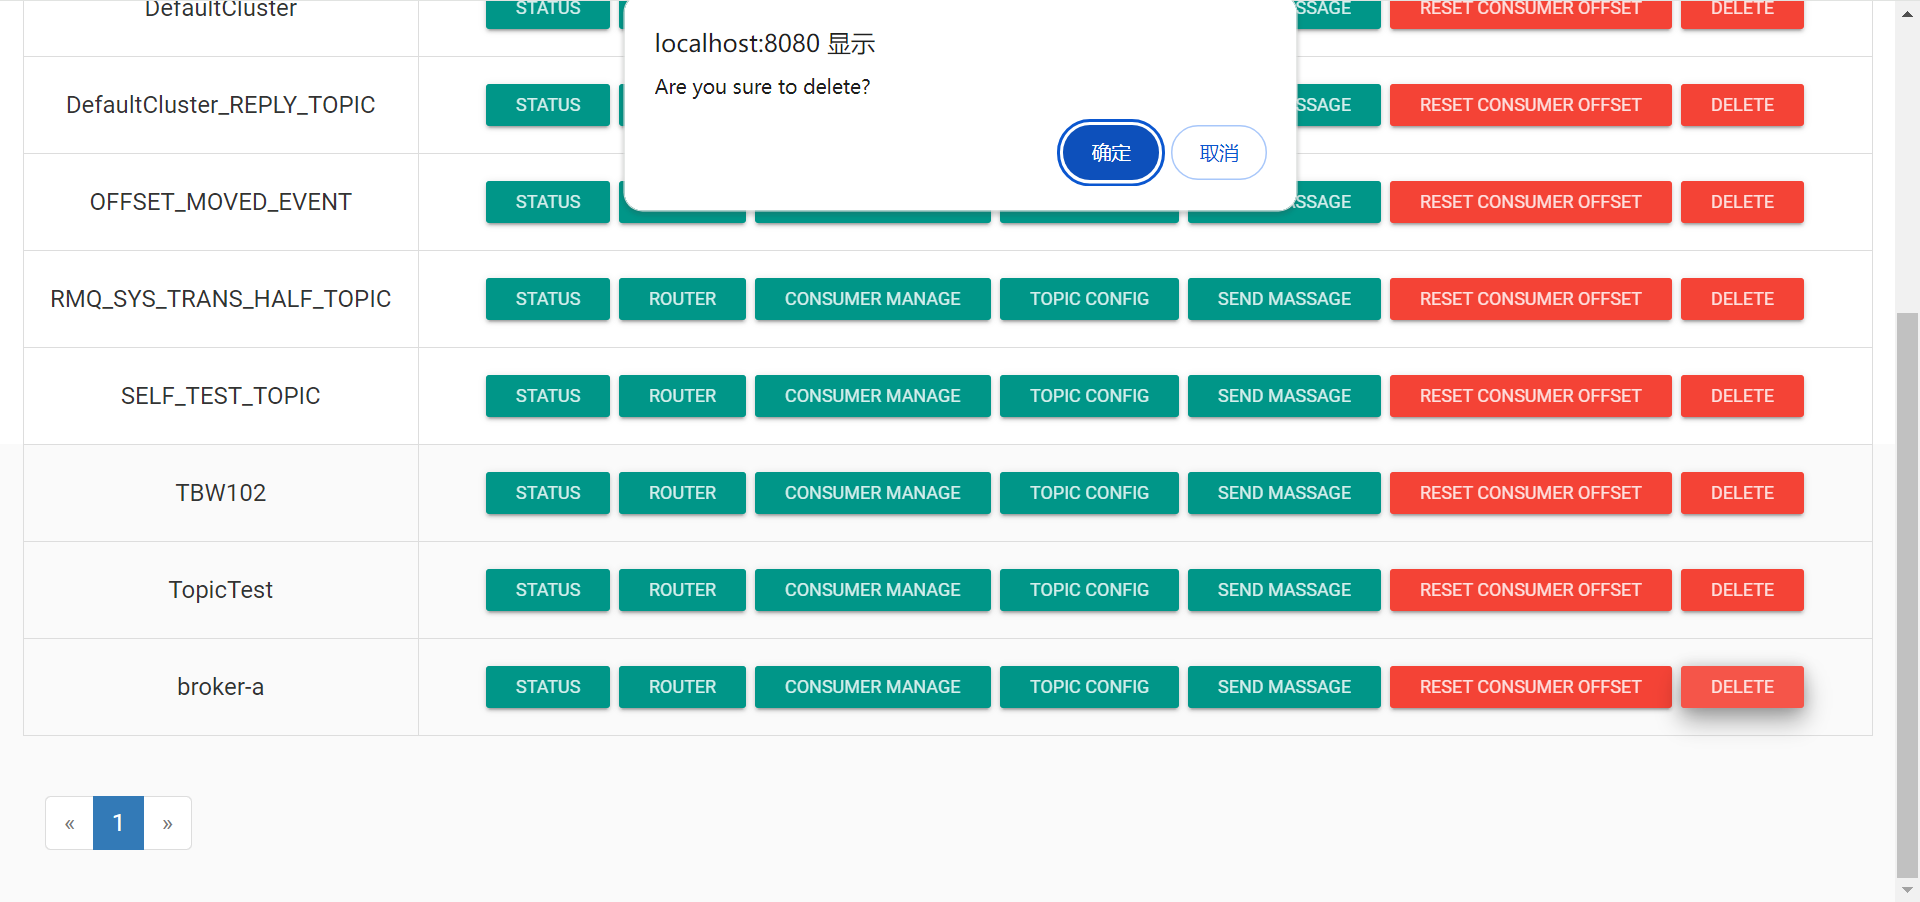 DefaultCluster STATUS SSAGE RESET CONSUMER OFFSET DELETE
localhost:8080 显示
Are you sure to delete?
确定 取消
DefaultCluster_REPLY_TOPIC STATUS SSAGE RESET CONSUMER OFFSET DELETE
OFFSET_MOVED_EVENT STATUS SSAGE RESET CONSUMER OFFSET DELETE
RMQ_SYS_TRANS_HALF_TOPIC STATUS ROUTER CONSUMER MANAGE TOPIC CONFIG SEND MASSAGE RESET CONSUMER OFFSET DELETE
SELF_TEST_TOPIC STATUS ROUTER CONSUMER MANAGE TOPIC CONFIG SEND MASSAGE RESET CONSUMER OFFSET DELETE
TBW102 STATUS ROUTER CONSUMER MANAGE TOPIC CONFIG SEND MASSAGE RESET CONSUMER OFFSET DELETE
TopicTest STATUS ROUTER CONSUMER MANAGE TOPIC CONFIG SEND MASSAGE RESET CONSUMER OFFSET DELETE
broker-a STATUS ROUTER CONSUMER MANAGE TOPIC CONFIG SEND MASSAGE RESET CONSUMER OFFSET DELETE
« 1 »